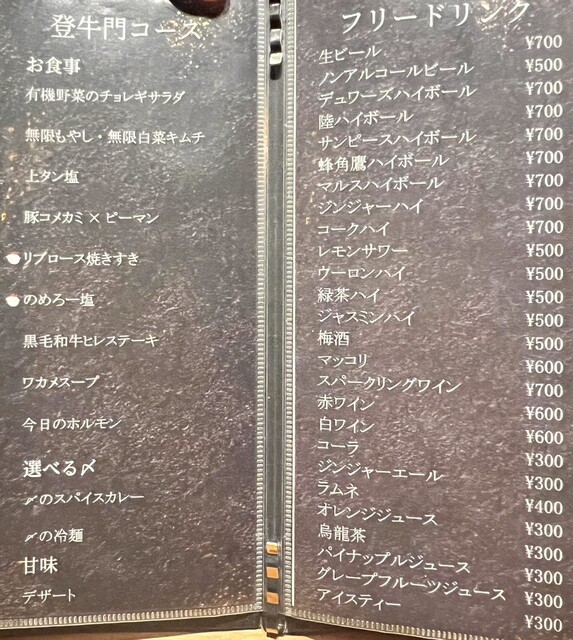 登牛門コース
お食事
有機野菜のチョレギサラダ
無限もやし・無限白菜キムチ
上タン塩
豚コメカミ×ピーマン
リブロース焼きすき
のめろー塩
黒毛和牛ヒレステーキ
ワカメスープ
今日のホルモン
選べる〆
〆のスパイスカレー
〆の冷麺
甘味
デザート
フリードリンク
生ビール ¥700
ノンアルコールビール ¥500
デュワーズハイボール ¥700
陸ハイボール ¥700
サンピースハイボール ¥700
蜂角鷹ハイボール ¥700
マルスハイボール ¥700
ジンジャーハイ ¥700
コークハイ ¥700
レモンサワー ¥500
ウーロンハイ ¥500
緑茶ハイ ¥500
ジャスミンハイ ¥500
梅酒 ¥500
マッコリ ¥600
スパークリングワイン ¥700
赤ワイン ¥600
白ワイン ¥600
コーラ ¥300
ジンジャーエール ¥300
ラムネ ¥400
オレンジジュース ¥300
烏龍茶 ¥300
パイナップルジュース ¥300
グレープフルーツジュース ¥300
アイスティー ¥300